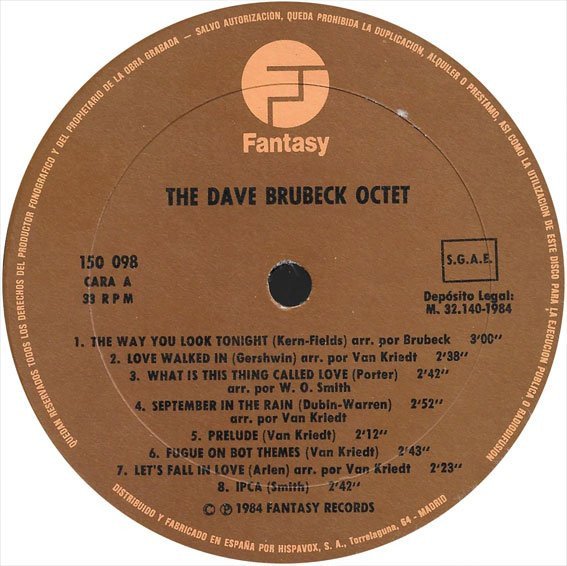 QUEDAN RESERVADOS TODOS LOS DERECHOS DEL PRODUCTOR FONOGRAFICO Y DEL PROPIETARIO DE LA OBRA GRABADA — SALVO AUTORIZACION, QUEDA PROHIBIDA LA DUPLICACION, ALQUILER O PRESTAMO, ASI COMO LA UTILIZACION DE ESTE DISCO PARA LA EJECUCION PUBLICA O RADIODIFUSION
Fantasy
THE DAVE BRUBECK OCTET
150 098
CARA A
33 RPM
S.G.A.E.
Depósito Legal:
M. 32.140-1984
1. THE WAY YOU LOOK TONIGHT (Kern-Fields) arr. por Brubeck 3'00''
2. LOVE WALKED IN (Gershwin) arr. por Van Kriedt 2'38''
3. WHAT IS THIS THING CALLED LOVE (Porter) 2'42''
arr. por W. O. Smith
4. SEPTEMBER IN THE RAIN (Dubin-Warren) 2'52''
arr. por Van Kriedt
5. PRELUDE (Van Kriedt) 2'12''
6. FUGUE ON BOT THEMES (Van Kriedt) 2'43''
7. LET'S FALL IN LOVE (Arlen) arr. por Van Kriedt 2'23''
8. IPCA (Smith) 2'42''
© ℗ 1984 FANTASY RECORDS
DISTRIBUIDO Y FABRICADO EN ESPAÑA POR HISPAVOX, S. A., Torrelaguna, 64 - MADRID